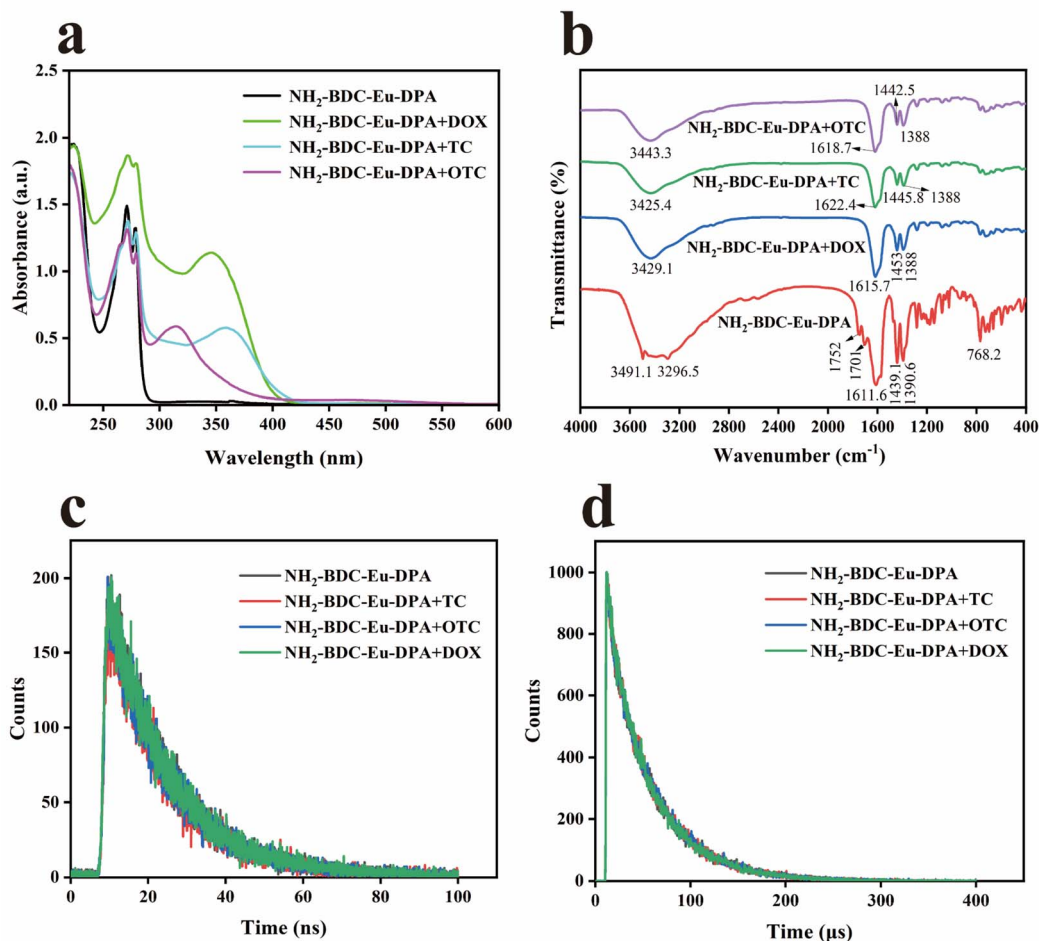 a
2.5
2.0
1.5
1.0
0.5
0.0
250 300 350 400 450 500 550 600
Absorbance (a.u.)
Wavelength (nm)
NH₂-BDC-Eu-DPA
NH₂-BDC-Eu-DPA+DOX
NH₂-BDC-Eu-DPA+TC
NH₂-BDC-Eu-DPA+OTC
b
Transmittance (%)
1442.5
NH₂-BDC-Eu-DPA+OTC
1388
3443.3
1618.7
NH₂-BDC-Eu-DPA+TC
3425.4
1445.8
1388
1622.4
NH₂-BDC-Eu-DPA+DOX
3429.1
1453
1388
1615.7
NH₂-BDC-Eu-DPA
1752
1701
768.2
3491.1
3296.5
1439.1
1390.6
1611.6
4000 3600 3200 2800 2400 2000 1600 1200 800 400
Wavenumber (cm⁻¹)
c
200
150
100
50
0
0 20 40 60 80 100
Counts
Time (ns)
NH₂-BDC-Eu-DPA
NH₂-BDC-Eu-DPA+TC
NH₂-BDC-Eu-DPA+OTC
NH₂-BDC-Eu-DPA+DOX
d
1000
800
600
400
200
0
0 100 200 300 400
Counts
Time (μs)
NH₂-BDC-Eu-DPA
NH₂-BDC-Eu-DPA+TC
NH₂-BDC-Eu-DPA+OTC
NH₂-BDC-Eu-DPA+DOX